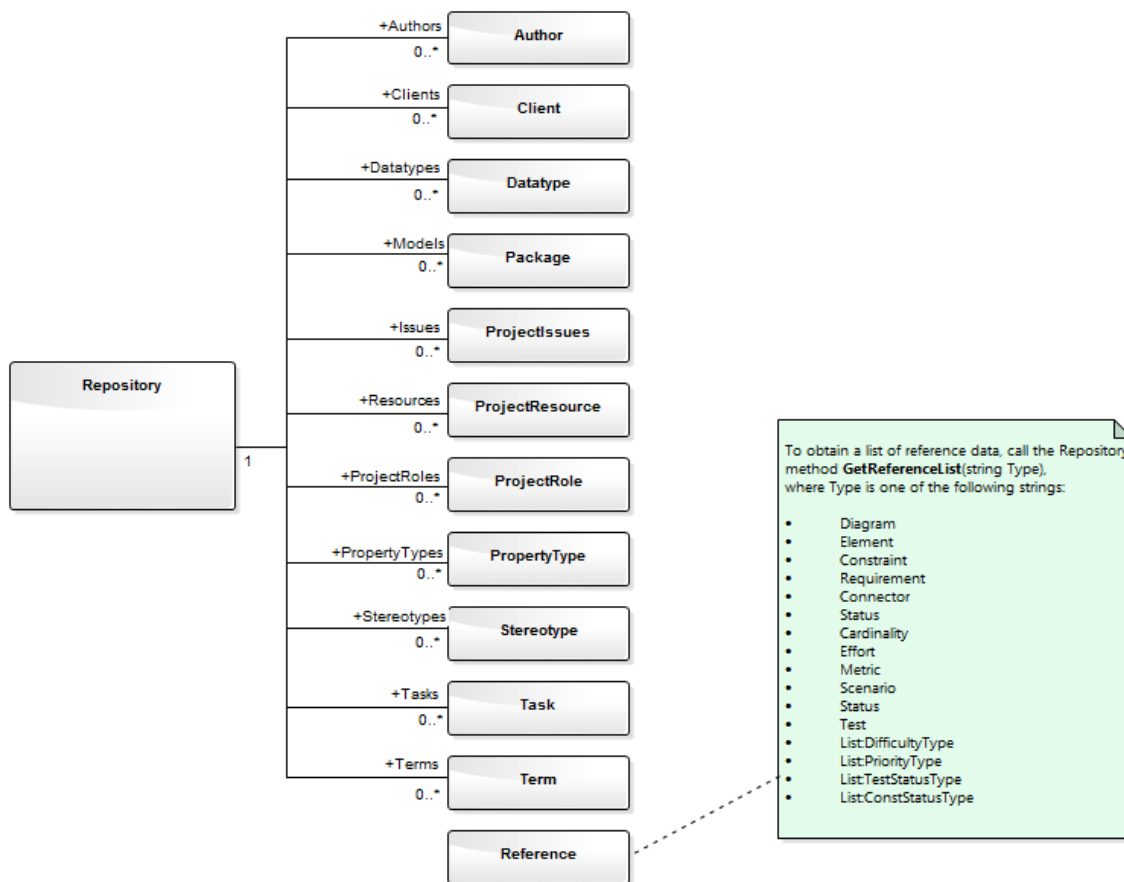 +Authors
0..*
Author
+Clients
0..*
Client
+Datatypes
0..*
Datatype
+Models
0..*
Package
+Issues
0..*
ProjectIssues
Repository
1
+Resources
0..*
ProjectResource
+ProjectRoles
0..*
ProjectRole
+PropertyTypes
0..*
PropertyType
+Stereotypes
0..*
Stereotype
+Tasks
0..*
Task
+Terms
0..*
Term
Reference
To obtain a list of reference data, call the Repository
method GetReferenceList(string Type),
where Type is one of the following strings:
• Diagram
• Element
• Constraint
• Requirement
• Connector
• Status
• Cardinality
• Effort
• Metric
• Scenario
• Status
• Test
• List:DifficultyType
• List:PriorityType
• List:TestStatusType
• List:ConstStatusType